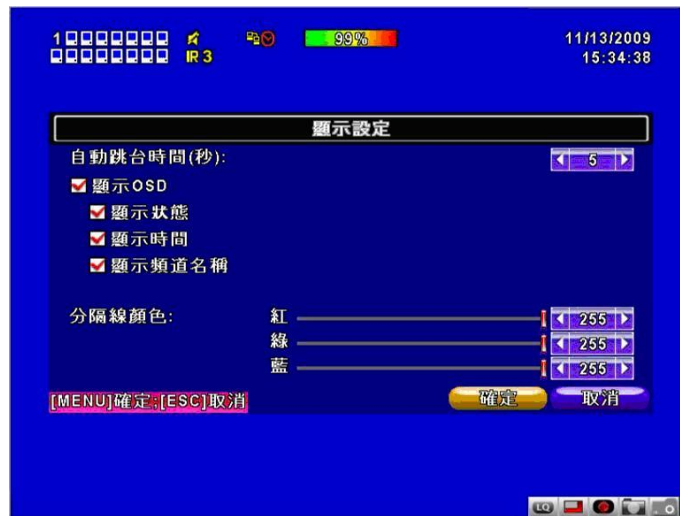 1
IR 3
99%
11/13/2009
15:34:38
顯示設定
自動跳台時間(秒):
5
顯示OSD
顯示狀態
顯示時間
顯示頻道名稱
分隔線顏色:
紅
255
綠
255
藍
255
[MENU]確定;[ESC]取消
確定
取消
LQ